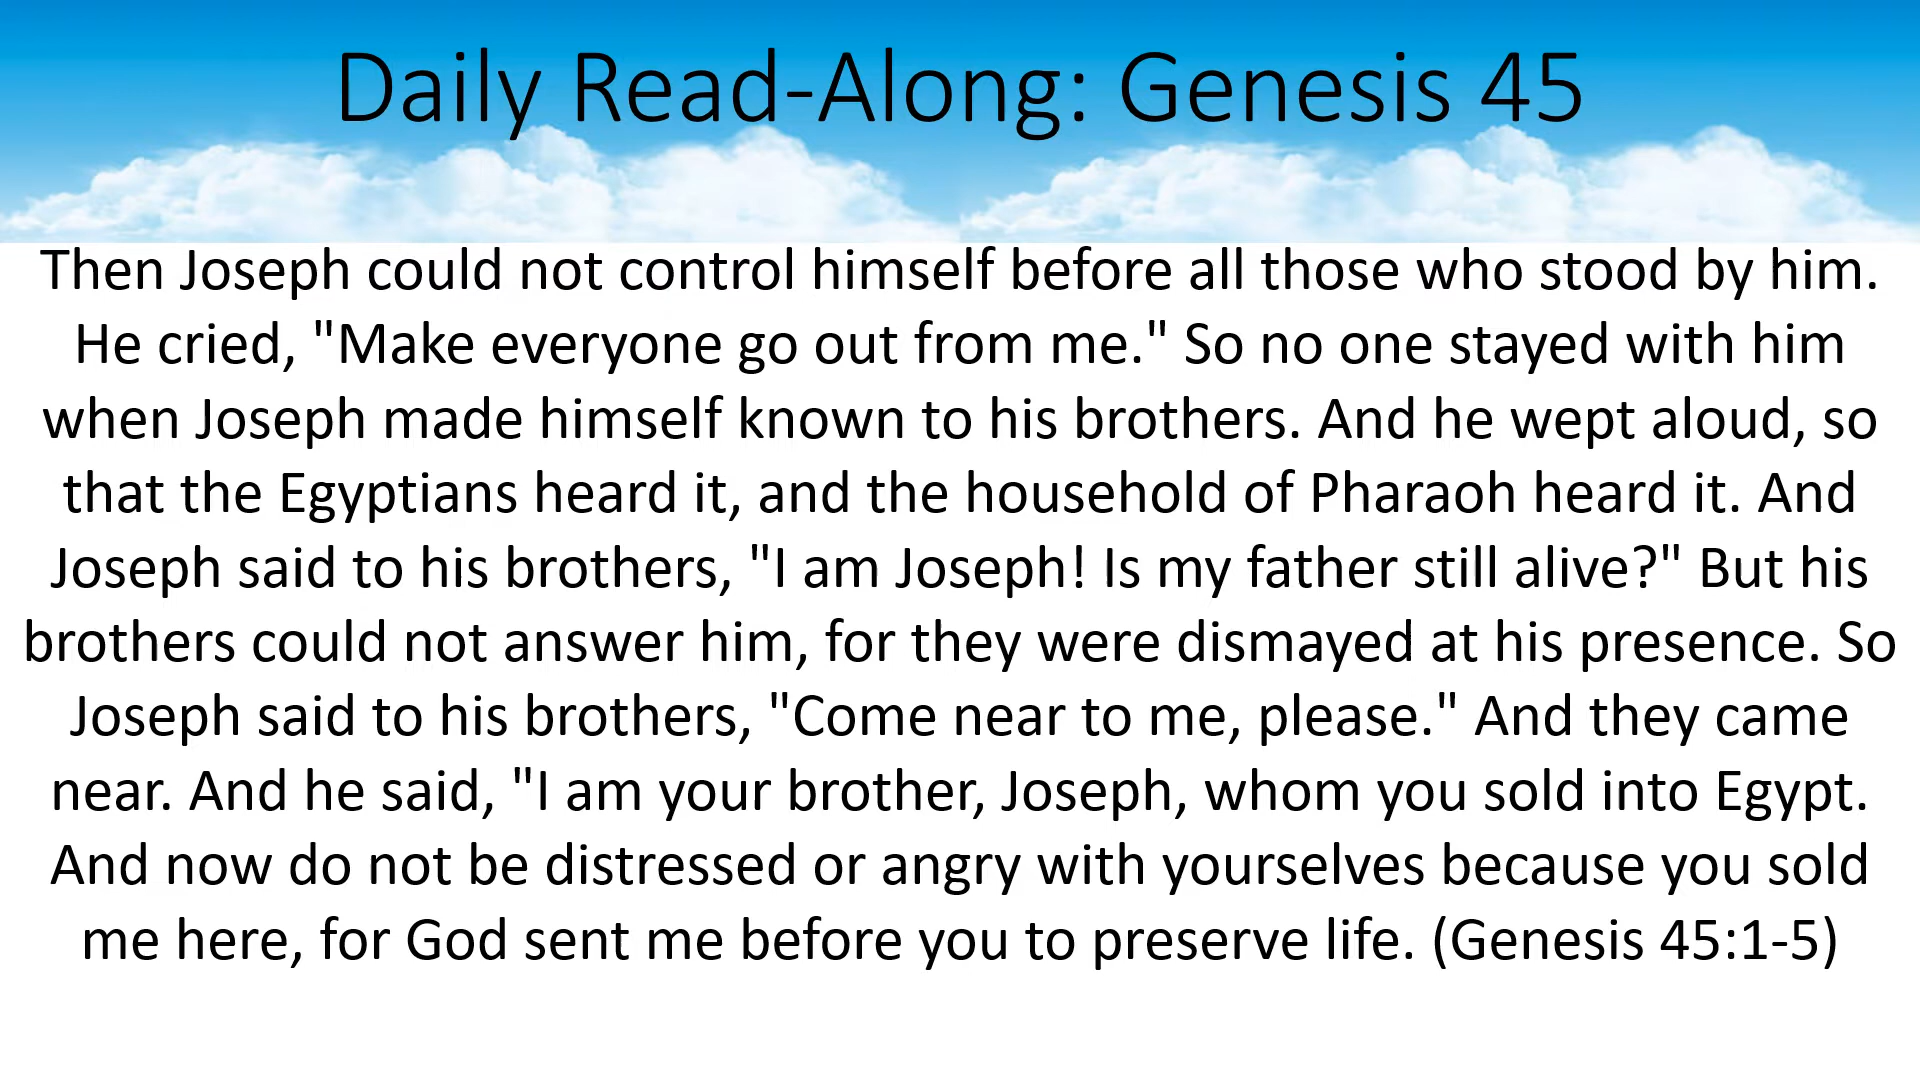 Daily Read-Along: Genesis 45
Then Joseph could not control himself before all those who stood by him.
He cried, "Make everyone go out from me." So no one stayed with him
when Joseph made himself known to his brothers. And he wept aloud, so
that the Egyptians heard it, and the household of Pharaoh heard it. And
Joseph said to his brothers, "I am Joseph! Is my father still alive?" But his
brothers could not answer him, for they were dismayed at his presence. So
Joseph said to his brothers, "Come near to me, please." And they came
near. And he said, "I am your brother, Joseph, whom you sold into Egypt.
And now do not be distressed or angry with yourselves because you sold
me here, for God sent me before you to preserve life. (Genesis 45:1-5)